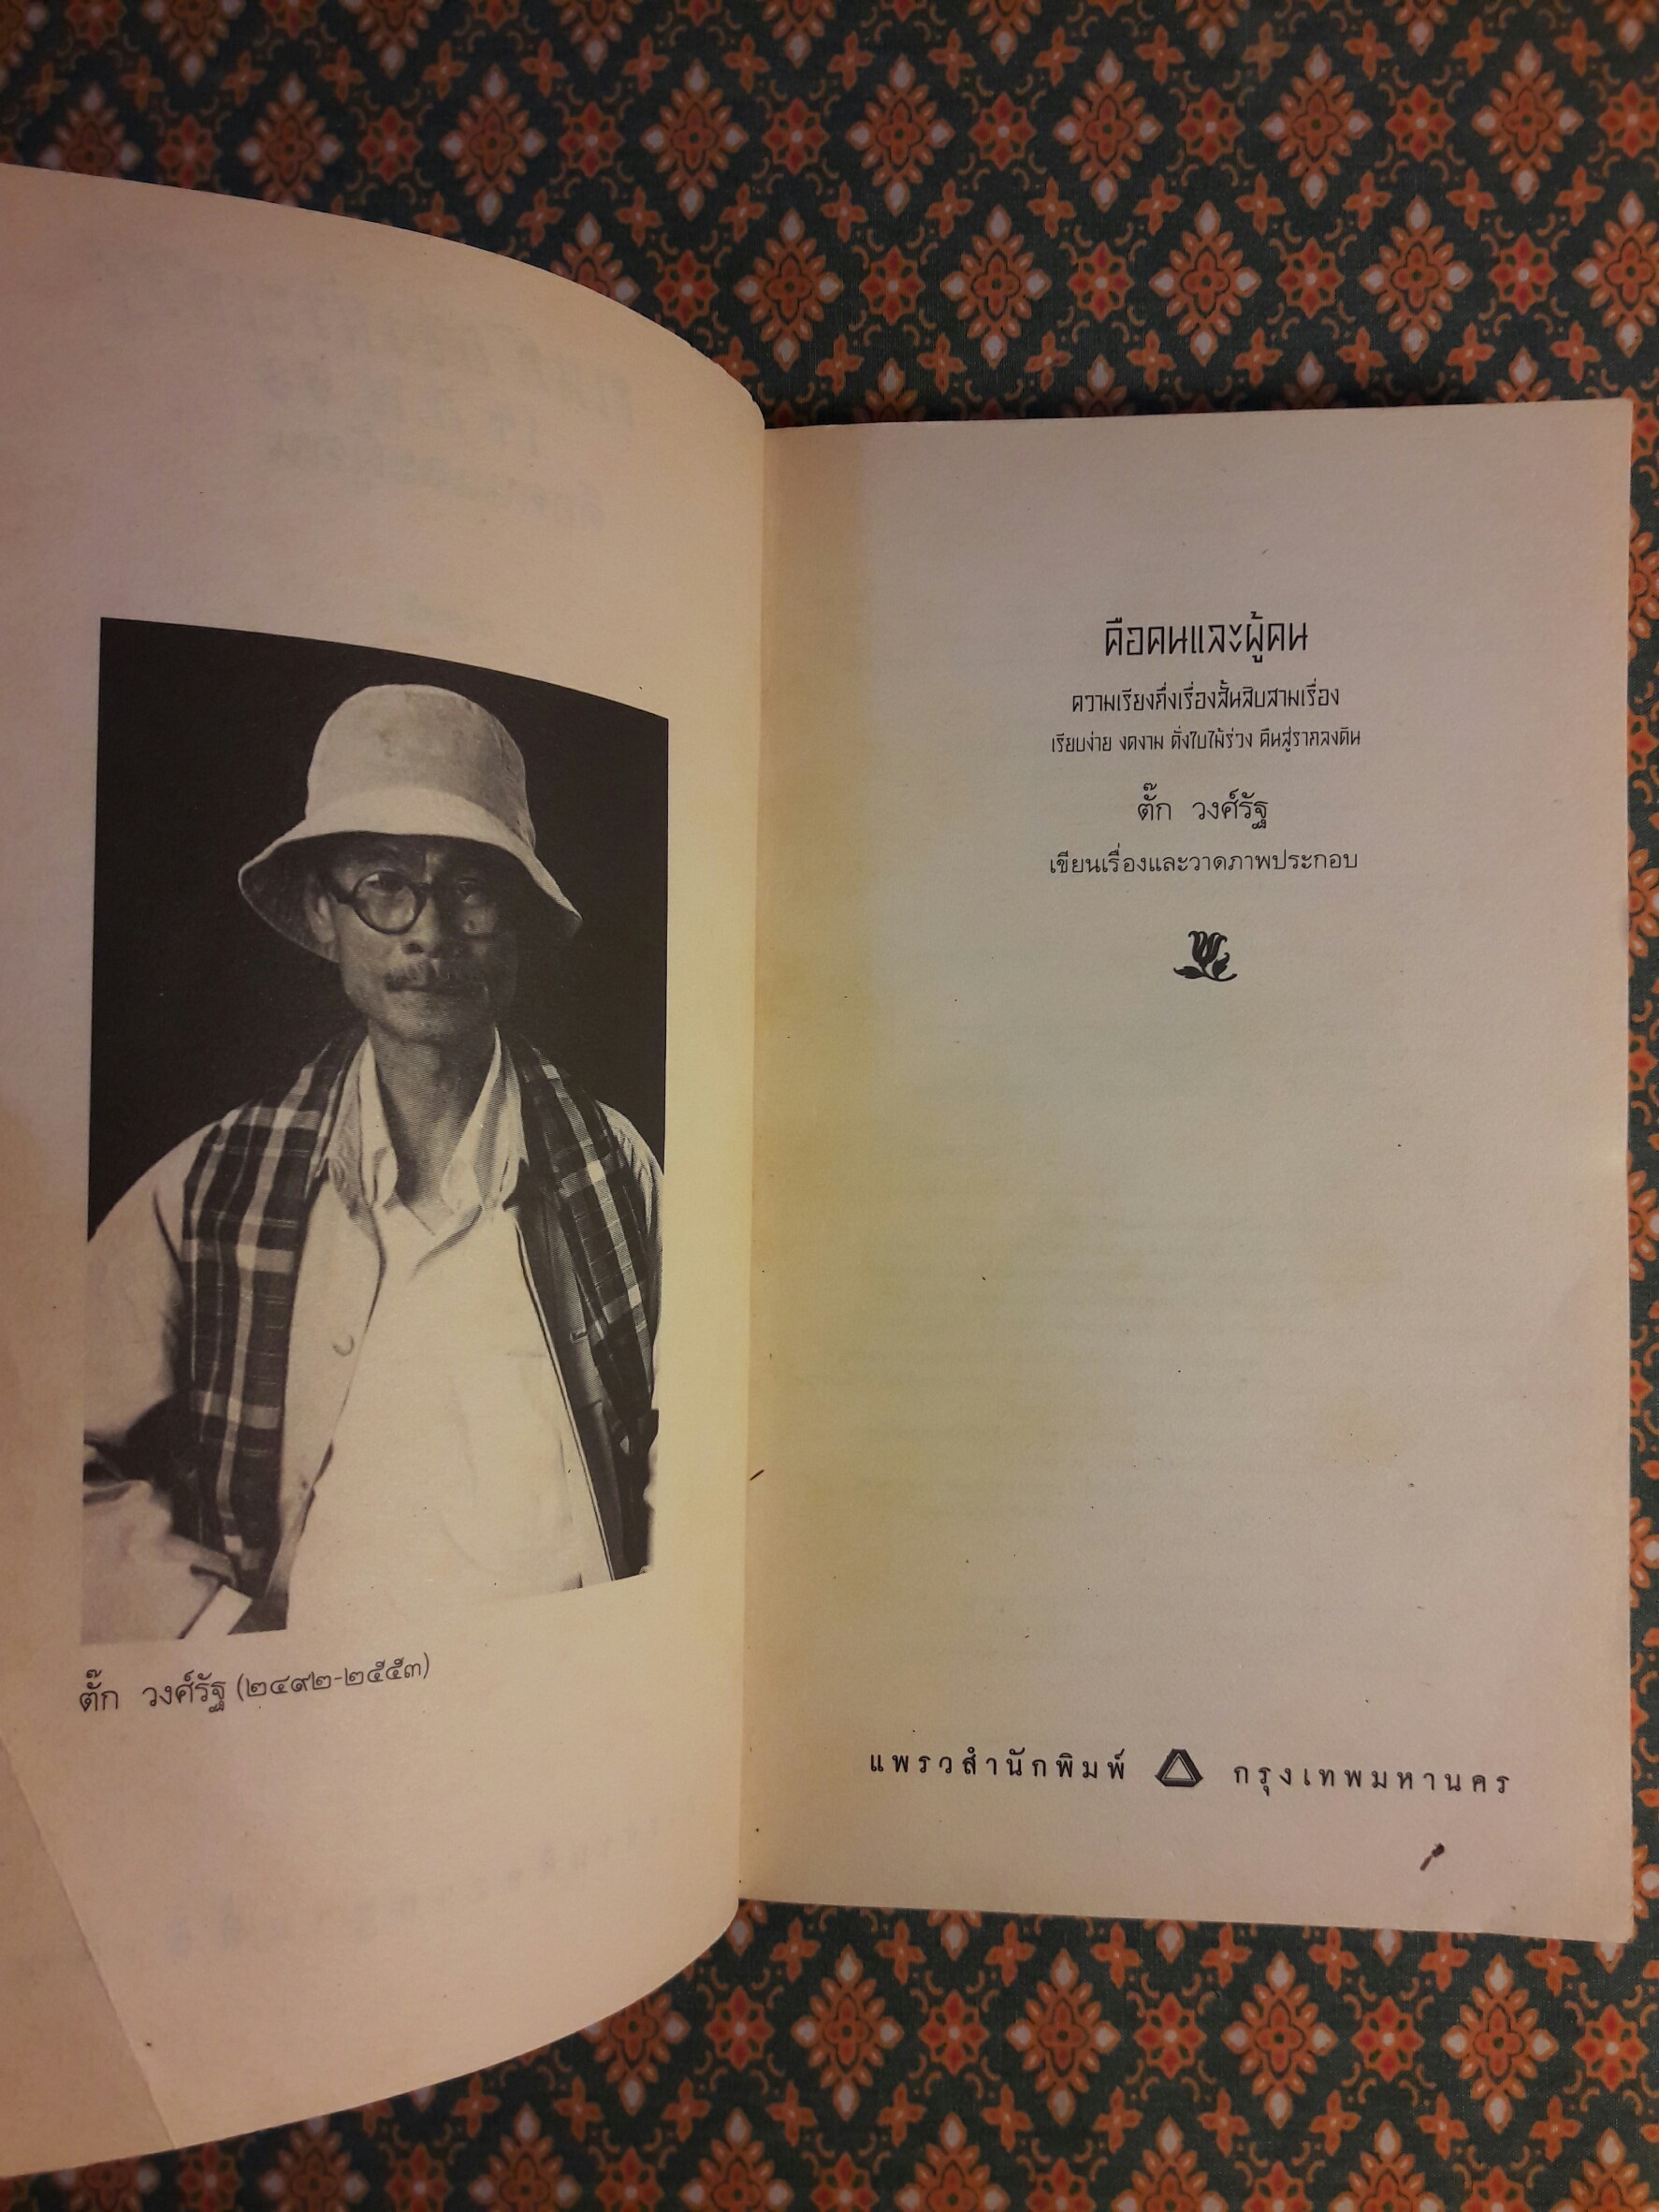 ตั๊ก วงศ์รัฐ (๒๔๙๒-๒๕๕๓)
คือคนและผู้คน
ความเรียงกึ่งเรื่องสั้นสิบสามเรื่อง
เรียบง่าย งดงาม ดั่งใบไม้ร่วง คืนสู่รากลงดิน
ตั๊ก วงศ์รัฐ
เขียนเรื่องและวาดภาพประกอบ
แพรวสำนักพิมพ์ กรุงเทพมหานคร